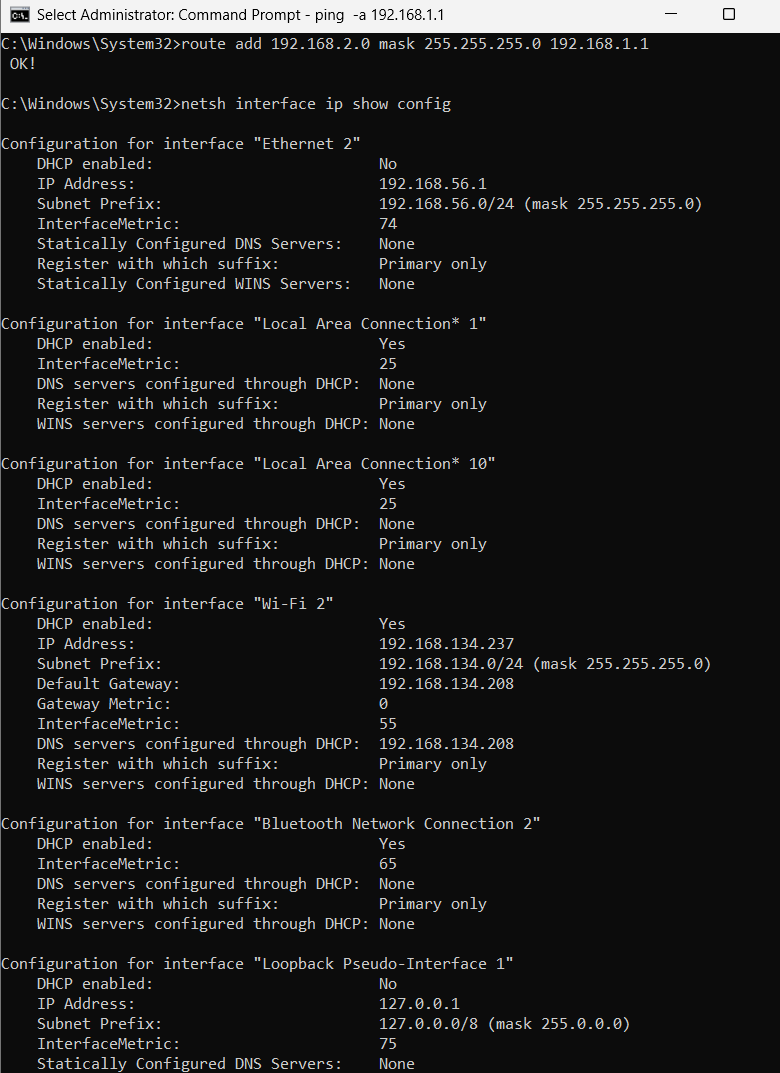 Select Administrator: Command Prompt - ping  -a 192.168.1.1
C:\Windows\System32>route add 192.168.2.0 mask 255.255.255.0 192.168.1.1
 OK!

C:\Windows\System32>netsh interface ip show config

Configuration for interface "Ethernet 2"
    DHCP enabled:                         No
    IP Address:                           192.168.56.1
    Subnet Prefix:                        192.168.56.0/24 (mask 255.255.255.0)
    InterfaceMetric:                      74
    Statically Configured DNS Servers:    None
    Register with which suffix:           Primary only
    Statically Configured WINS Servers:   None

Configuration for interface "Local Area Connection* 1"
    DHCP enabled:                         Yes
    InterfaceMetric:                      25
    DNS servers configured through DHCP:  None
    Register with which suffix:           Primary only
    WINS servers configured through DHCP: None

Configuration for interface "Local Area Connection* 10"
    DHCP enabled:                         Yes
    InterfaceMetric:                      25
    DNS servers configured through DHCP:  None
    Register with which suffix:           Primary only
    WINS servers configured through DHCP: None

Configuration for interface "Wi-Fi 2"
    DHCP enabled:                         Yes
    IP Address:                           192.168.134.237
    Subnet Prefix:                        192.168.134.0/24 (mask 255.255.255.0)
    Default Gateway:                      192.168.134.208
    Gateway Metric:                       0
    InterfaceMetric:                      55
    DNS servers configured through DHCP:  192.168.134.208
    Register with which suffix:           Primary only
    WINS servers configured through DHCP: None

Configuration for interface "Bluetooth Network Connection 2"
    DHCP enabled:                         Yes
    InterfaceMetric:                      65
    DNS servers configured through DHCP:  None
    Register with which suffix:           Primary only
    WINS servers configured through DHCP: None

Configuration for interface "Loopback Pseudo-Interface 1"
    DHCP enabled:                         No
    IP Address:                           127.0.0.1
    Subnet Prefix:                        127.0.0.0/8 (mask 255.0.0.0)
    InterfaceMetric:                      75
    Statically Configured DNS Servers:    None